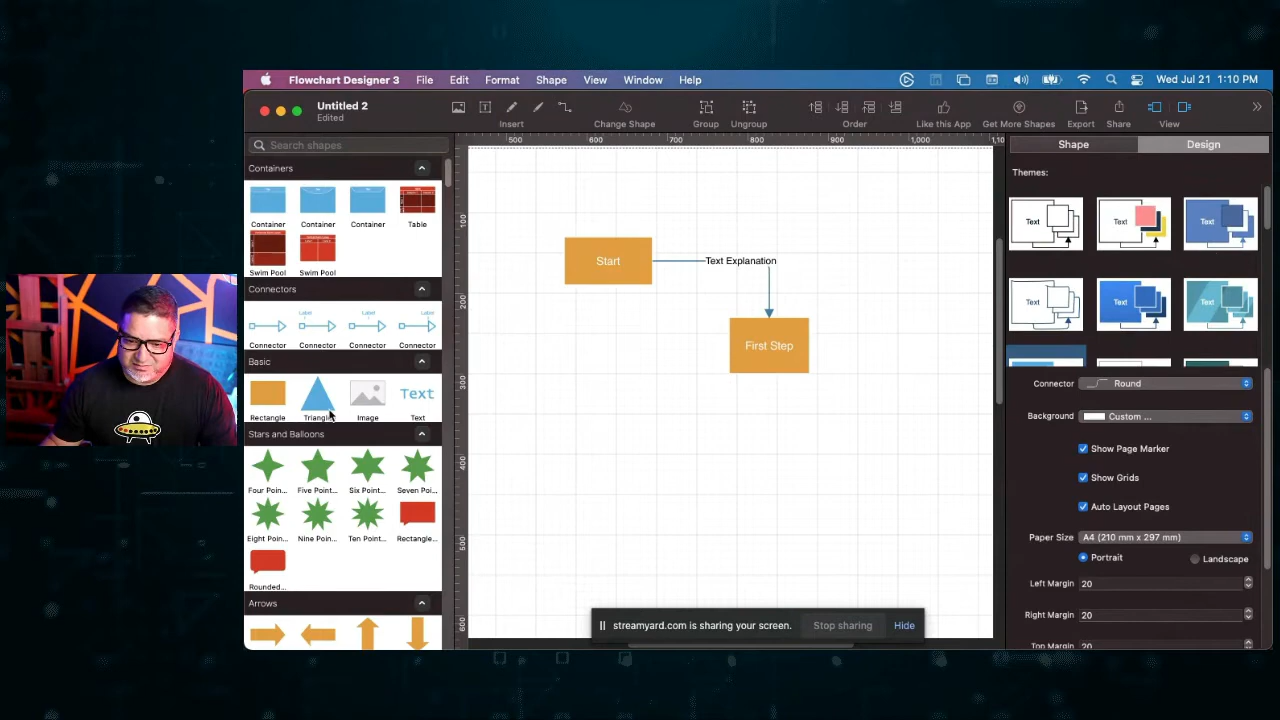 Flowchart Designer 3 File Edit Format Shape View Window Help Wed Jul 21 1:10 PM
Untitled 2
Edited
Insert Change Shape Group Ungroup Order Like this App Get More Shapes Export Share View
Search shapes
Containers
Container Container Container Table
Swim Pool Swim Pool
Connectors
Label Label Label
Connector Connector Connector Connector
Basic
Text
Rectangle Triangle Image Text
Stars and Balloons
Four Poin... Five Point... Six Point... Seven Poi...
Eight Poin... Nine Poin... Ten Point... Rectangle...
Rounded...
Arrows
500 600 700 800 900 1,000 1,10
100
200
300
400
500
600
Start
Text Explanation
First Step
streamyard.com is sharing your screen. Stop sharing Hide
Shape Design
Themes:
Text Text Text
Text Text Text
Connector Round
Background Custom ...
Show Page Marker
Show Grids
Auto Layout Pages
Paper Size A4 (210 mm x 297 mm)
Portrait Landscape
Left Margin 20
Right Margin 20
Top Margin 20